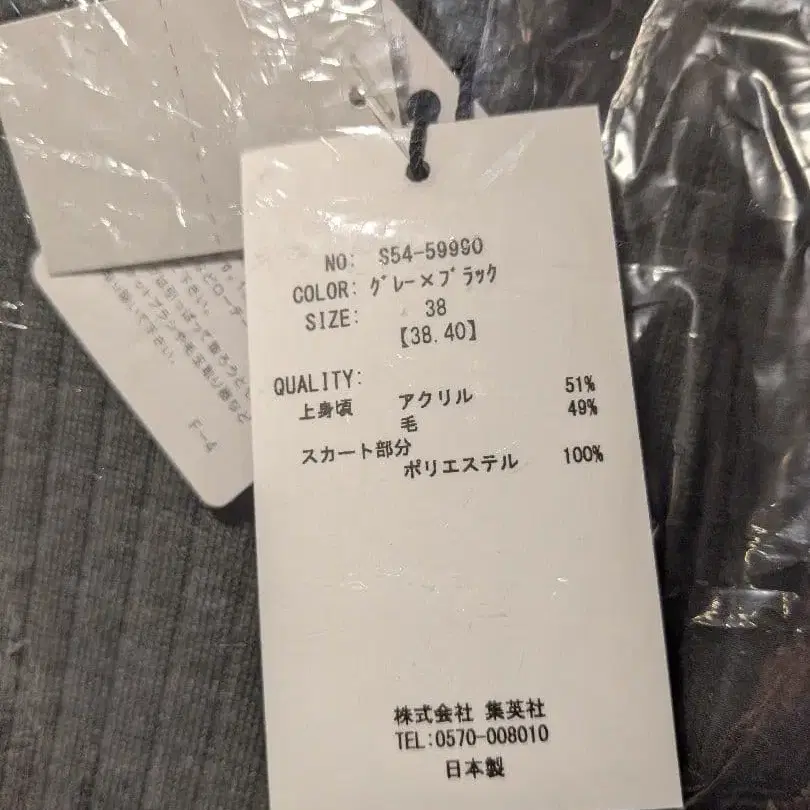 NO: S54-59990
COLOR: グレー×ブラック
SIZE: 38
【38.40】
QUALITY:
上身頃 アクリル 51%
毛 49%
スカート部分
ポリエステル 100%
株式会社 集英社
TEL:0570-008010
日本製
F-4